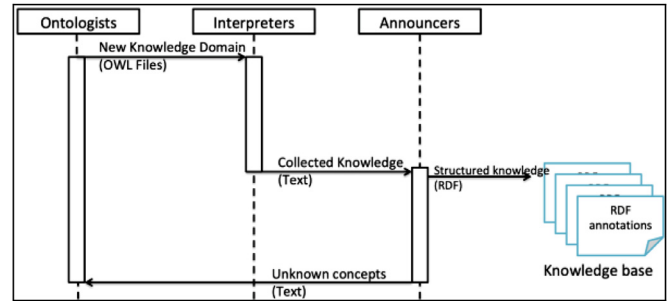 Ontologists
Interpreters
Announcers
New Knowledge Domain
(OWL Files)
Collected Knowledge
(Text)
Structured knowledge
(RDF)
RDF
annotations
Knowledge base
Unknown concepts
(Text)